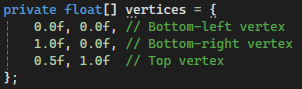 private float[] vertices = {
    0.0f, 0.0f, // Bottom-left vertex
    1.0f, 0.0f, // Bottom-right vertex
    0.5f, 1.0f  // Top vertex
};